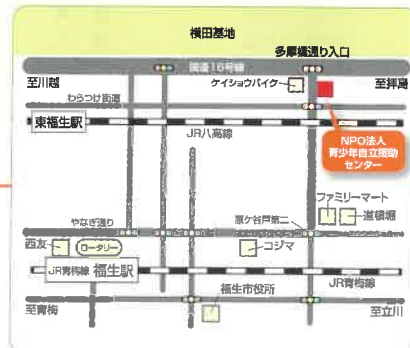 横田基地
多摩橋通り入口
国道16号線
至川越
ケイショウバイク
至拝島
わらつけ街道
東福生駅
JR八高線
NPO法人
青少年自立援助
センター
ファミリーマート
道頓堀
やなぎ通り
原ケ谷戸第二
西友
ロータリー
コジマ
JR青梅線
福生駅
JR青梅線
至青梅
福生市役所
至立川